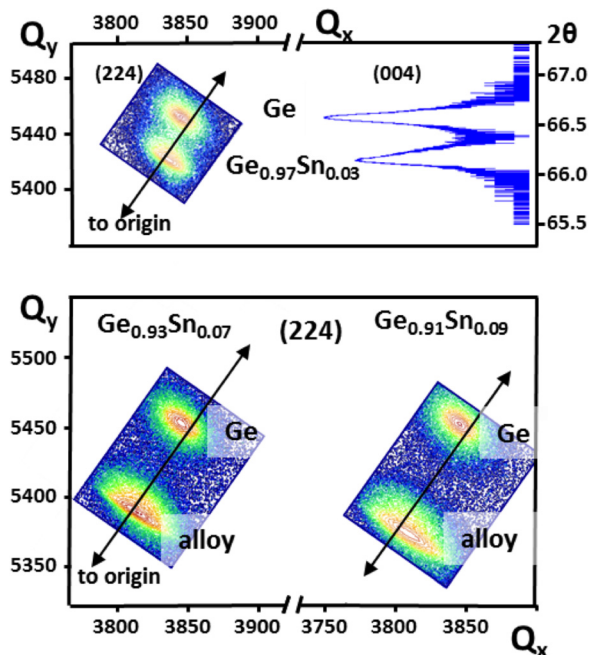 3800 3850 3900 Qx 2θ
Qy
5480
5440
5400
(224)
Ge
Ge0.97Sn0.03
to origin
(004)
67.0
66.5
66.0
65.5
Qy
Ge0.93Sn0.07 (224) Ge0.91Sn0.09
5500
5450
5400
5350
Ge
alloy
to origin
Ge
alloy
3800 3850 3900 3750 3800 3850
Qx